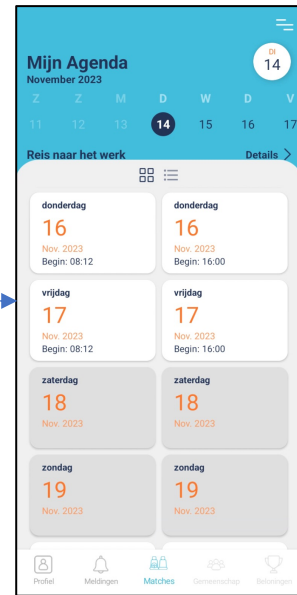 DI
14
Mijn Agenda
November 2023
Z Z M D W D V
11 12 13 14 15 16 17
Reis naar het werk Details
donderdag donderdag
16 16
Nov. 2023 Nov. 2023
Begin: 08:12 Begin: 16:00
vrijdag vrijdag
17 17
Nov. 2023 Nov. 2023
Begin: 08:12 Begin: 16:00
zaterdag zaterdag
18 18
Nov. 2023 Nov. 2023
zondag zondag
19 19
Nov. 2023 Nov. 2023
Profiel Meldingen Matches Gemeenschap Beloningen